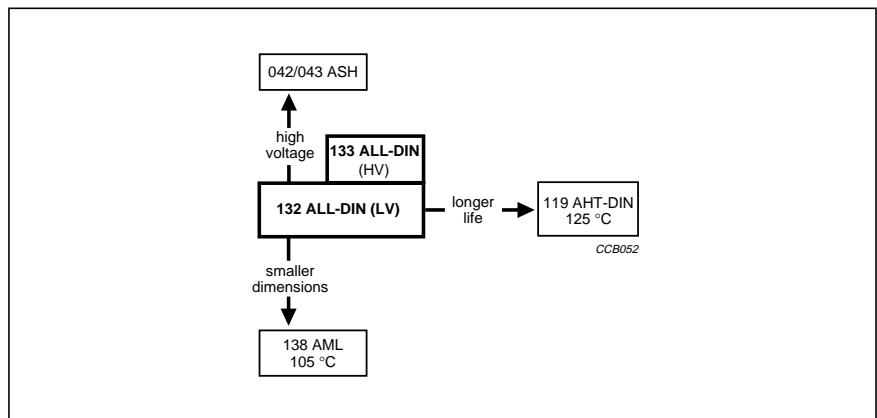 042/043 ASH
high
voltage
133 ALL-DIN
(HV)
132 ALL-DIN (LV)
longer
life
119 AHT-DIN
125 °C
CCB052
smaller
dimensions
138 AML
105 °C